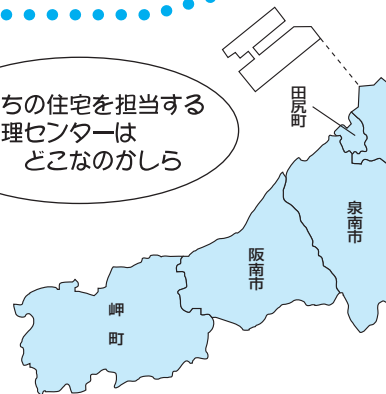 ちの住宅を担当する
理センターは
どこなのかしら
田尻町
泉南市
阪南市
岬町